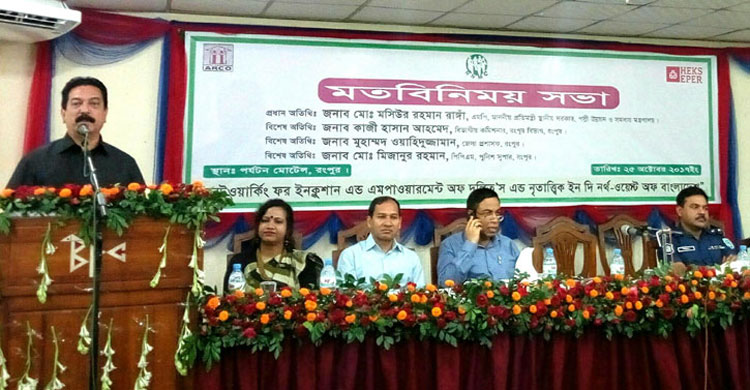 ARCO
HEKS
EPER
মতবিনিময় সভা
প্রধান অতিথিঃ জনাব মোঃ মসিউর রহমান রাঙ্গাঁ, এমপি, মাননীয় প্রতিমন্ত্রী স্থানীয় সরকার, পল্লী উন্নয়ন ও সমবায় মন্ত্রণালয়।
বিশেষ অতিথিঃ জনাব কাজী হাসান আহমেদ, বিভাগীয় কমিশনার, রংপুর বিভাগ, রংপুর।
বিশেষ অতিথিঃ জনাব মুহাম্মদ ওয়াহিদুজ্জামান, জেলা প্রশাসক, রংপুর।
বিশেষ অতিথিঃ জনাব মোঃ মিজানুর রহমান, পিপিএম, পুলিশ সুপার, রংপুর।
স্থানঃ পর্যটন মোটেল, রংপুর।
তারিখঃ ২৫ অক্টোবর ২০১৭ইং
ওয়ার্কিং ফর ইনক্লুশান এন্ড এমপাওয়ারমেন্ট অফ দলিত'স এন্ড নৃতাত্ত্বিক ইন দি নর্থ-ওয়েস্ট অফ বাংলাদেশ"